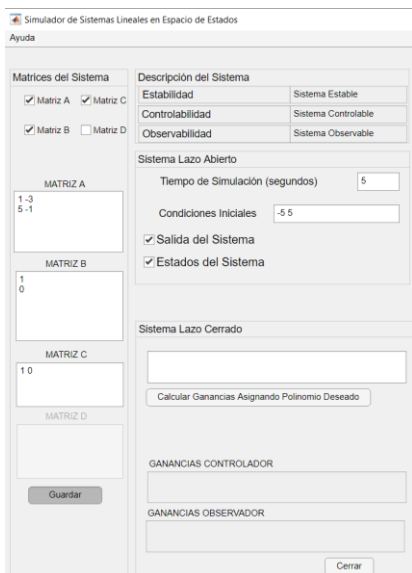 Simulador de Sistemas Lineales en Espacio de Estados
Ayuda
Matrices del Sistema
Matriz A Matriz C
Matriz B Matriz D
MATRIZ A
1 -3
5 -1
MATRIZ B
1
0
MATRIZ C
1 0
MATRIZ D
Guardar
Descripción del Sistema
Estabilidad Sistema Estable
Controlabilidad Sistema Controlable
Observabilidad Sistema Observable
Sistema Lazo Abierto
Tiempo de Simulación (segundos) 5
Condiciones Iniciales -5 5
Salida del Sistema
Estados del Sistema
Sistema Lazo Cerrado
Calcular Ganancias Asignando Polinomio Deseado
GANANCIAS CONTROLADOR
GANANCIAS OBSERVADOR
Cerrar